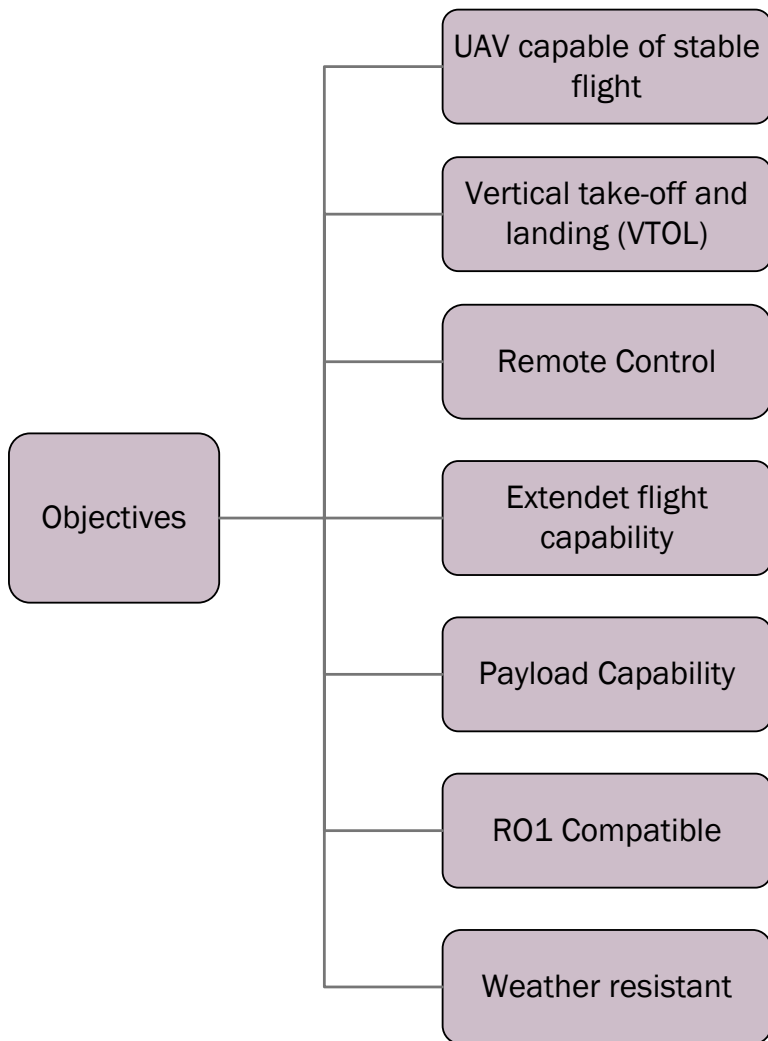 UAV capable of stable
flight
Vertical take-off and
landing (VTOL)
Remote Control
Objectives
Extendet flight
capability
Payload Capability
RO1 Compatible
Weather resistant